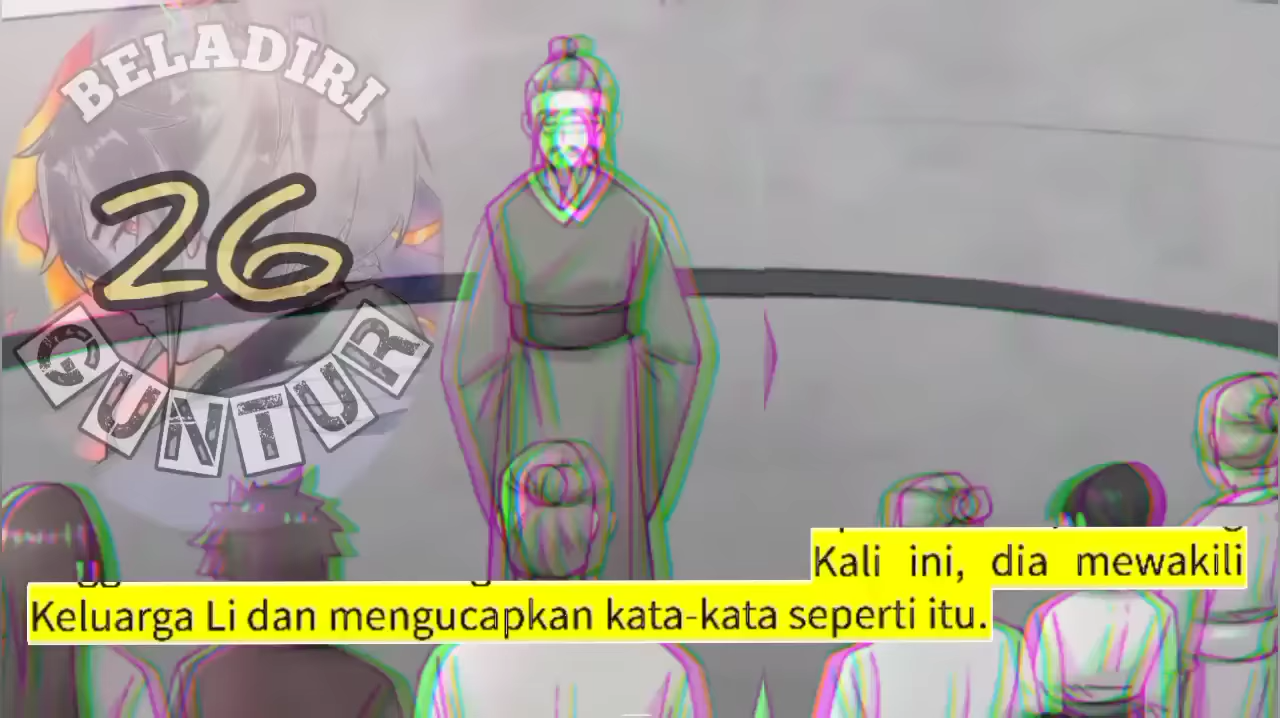 BELADIRI
26
GUNTUR
Kali ini, dia mewakili
Keluarga Li dan mengucapkan kata-kata seperti itu.